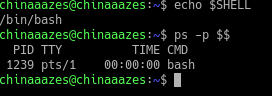 chinaaazes@chinaaazes:~$ echo $SHELL
/bin/bash
chinaaazes@chinaaazes:~$ ps -p $$
    PID TTY          TIME CMD
   1239 pts/1    00:00:00 bash
chinaaazes@chinaaazes:~$